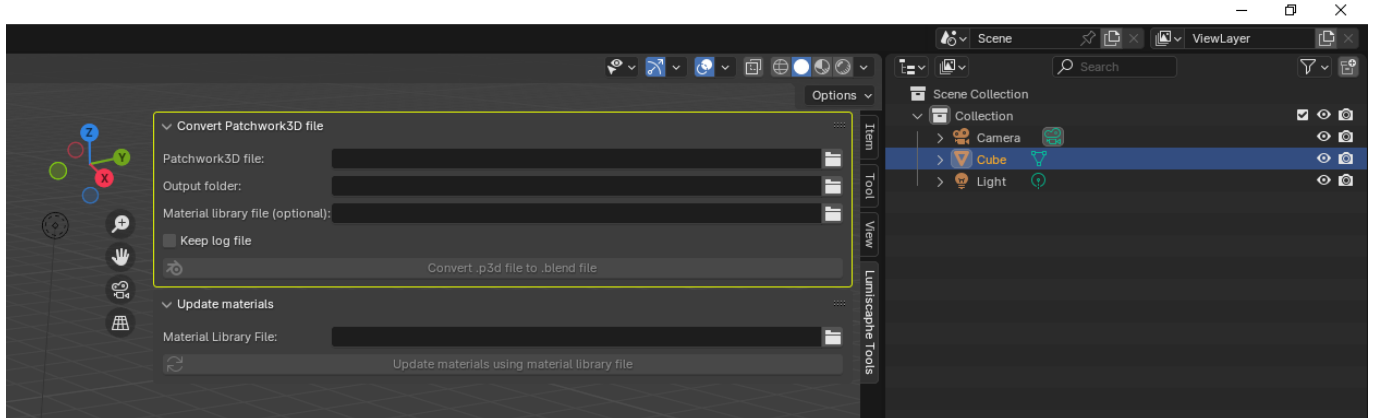 Scene
ViewLayer
Search
Options
Scene Collection
Collection
Camera
Cube
Light
Z
Y
X
Convert Patchwork3D file
Patchwork3D file:
Output folder:
Material library file (optional):
Keep log file
Convert .p3d file to .blend file
Update materials
Material Library File:
Update materials using material library file
Item
Tool
View
Lumiscaphe Tools